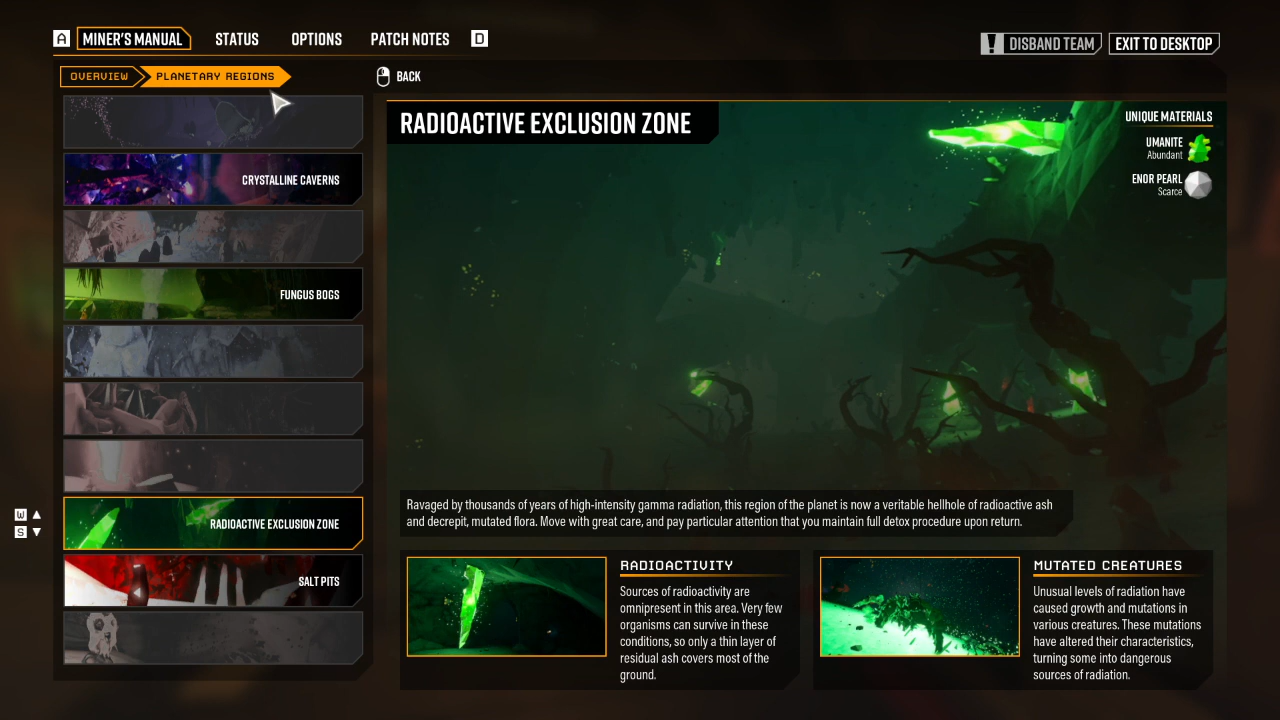 A MINER'S MANUAL STATUS OPTIONS PATCH NOTES D
DISBAND TEAM EXIT TO DESKTOP
OVERVIEW PLANETARY REGIONS
BACK
CRYSTALLINE CAVERNS
FUNGUS BOGS
W
S
RADIOACTIVE EXCLUSION ZONE
SALT PITS
RADIOACTIVE EXCLUSION ZONE
UNIQUE MATERIALS
UMANITE
Abundant
ENOR PEARL
Scarce
Ravaged by thousands of years of high-intensity gamma radiation, this region of the planet is now a veritable hellhole of radioactive ash
and decrepit, mutated flora. Move with great care, and pay particular attention that you maintain full detox procedure upon return.
RADIOACTIVITY
Sources of radioactivity are
omnipresent in this area. Very few
organisms can survive in these
conditions, so only a thin layer of
residual ash covers most of the
ground.
MUTATED CREATURES
Unusual levels of radiation have
caused growth and mutations in
various creatures. These mutations
have altered their characteristics,
turning some into dangerous
sources of radiation.